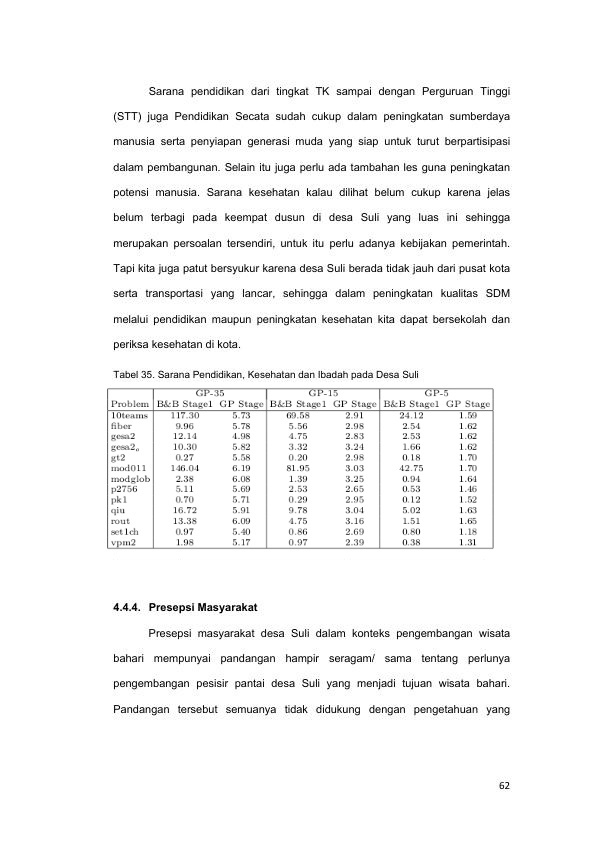 Sarana pendidikan dari tingkat TK sampai dengan Perguruan Tinggi
(STT) juga Pendidikan Secata sudah cukup dalam peningkatan sumberdaya
manusia serta penyiapan generasi muda yang siap untuk turut berpartisipasi
dalam pembangunan. Selain itu juga perlu ada tambahan les guna peningkatan
potensi manusia. Sarana kesehatan kalau dilihat belum cukup karena jelas
belum terbagi pada keempat dusun di desa Suli yang luas ini sehingga
merupakan persoalan tersendiri, untuk itu perlu adanya kebijakan pemerintah.
Tapi kita juga patut bersyukur karena desa Suli berada tidak jauh dari pusat kota
serta transportasi yang lancar, sehingga dalam peningkatan kualitas SDM
melalui pendidikan maupun peningkatan kesehatan kita dapat bersekolah dan
periksa kesehatan di kota.
Tabel 35. Sarana Pendidikan, Kesehatan dan Ibadah pada Desa Suli
GP-35 GP-15 GP-5
Problem B&B Stage1 GP Stage B&B Stage1 GP Stage B&B Stage1 GP Stage
10teams 117.30 5.73 69.58 2.91 24.12 1.59
fiber 9.96 5.78 5.56 2.98 2.54 1.62
gesa2 12.14 4.98 4.75 2.83 2.53 1.62
gesa2_o 10.30 5.82 3.32 3.24 1.66 1.62
gt2 0.27 5.58 0.20 2.98 0.18 1.70
mod011 146.04 6.19 81.95 3.03 42.75 1.70
modglob 2.38 6.08 1.39 3.25 0.94 1.64
p2756 5.11 5.69 2.53 2.65 0.53 1.46
pk1 0.70 5.71 0.29 2.95 0.12 1.52
qiu 16.72 5.91 9.78 3.04 5.02 1.63
rout 13.38 6.09 4.75 3.16 1.51 1.65
set1ch 0.97 5.40 0.86 2.69 0.80 1.18
vpm2 1.98 5.17 0.97 2.39 0.38 1.31
4.4.4. Presepsi Masyarakat
Presepsi masyarakat desa Suli dalam konteks pengembangan wisata
bahari mempunyai pandangan hampir seragam/ sama tentang perlunya
pengembangan pesisir pantai desa Suli yang menjadi tujuan wisata bahari.
Pandangan tersebut semuanya tidak didukung dengan pengetahuan yang
62